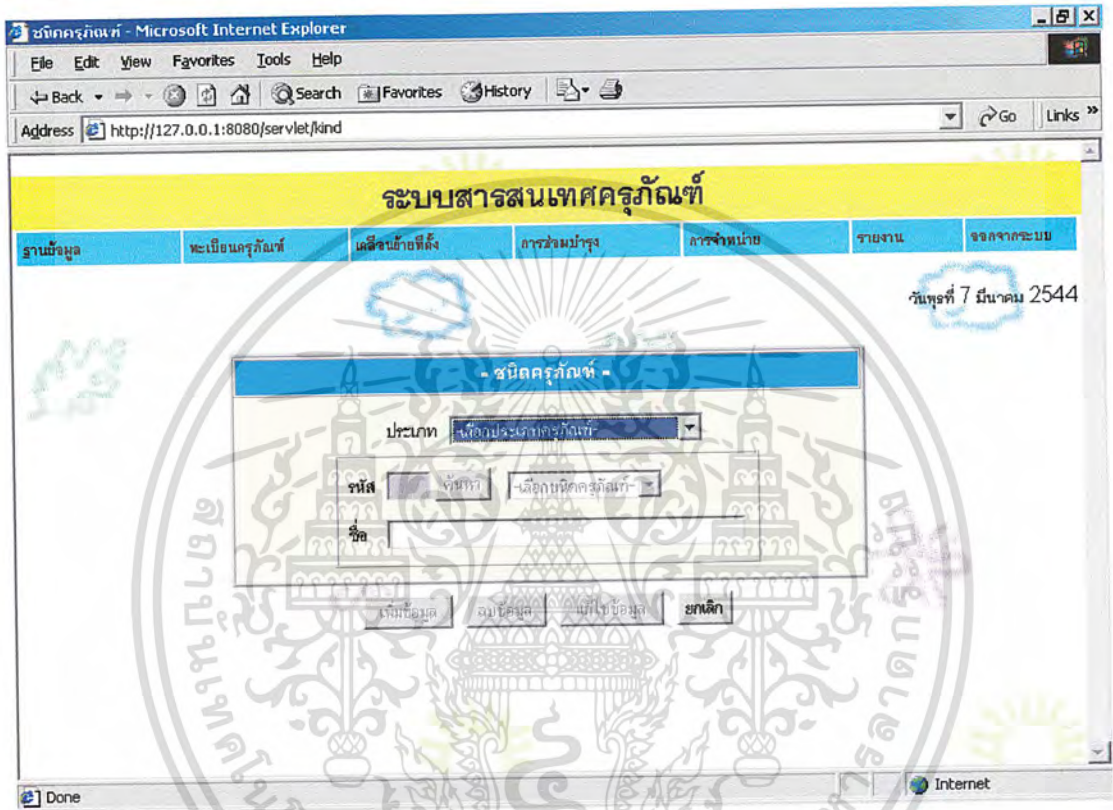 ชนิดครุภัณฑ์ - Microsoft Internet Explorer
File Edit View Favorites Tools Help
Back Search Favorites History
Address http://127.0.0.1:8080/servlet/kind Go Links »
ระบบสารสนเทศครุภัณฑ์
ฐานข้อมูล ทะเบียนครุภัณฑ์ เคลื่อนย้ายที่ตั้ง การซ่อมบำรุง การจำหน่าย รายงาน ออกจากระบบ
วันพุธที่ 7 มีนาคม 2544
- ชนิดครุภัณฑ์ -
ประเภท -เลือกประเภทครุภัณฑ์-
รหัส ค้นหา -เลือกชนิดครุภัณฑ์-
ชื่อ
เพิ่มข้อมูล ลบข้อมูล แก้ไขข้อมูล ยกเลิก
Done Internet